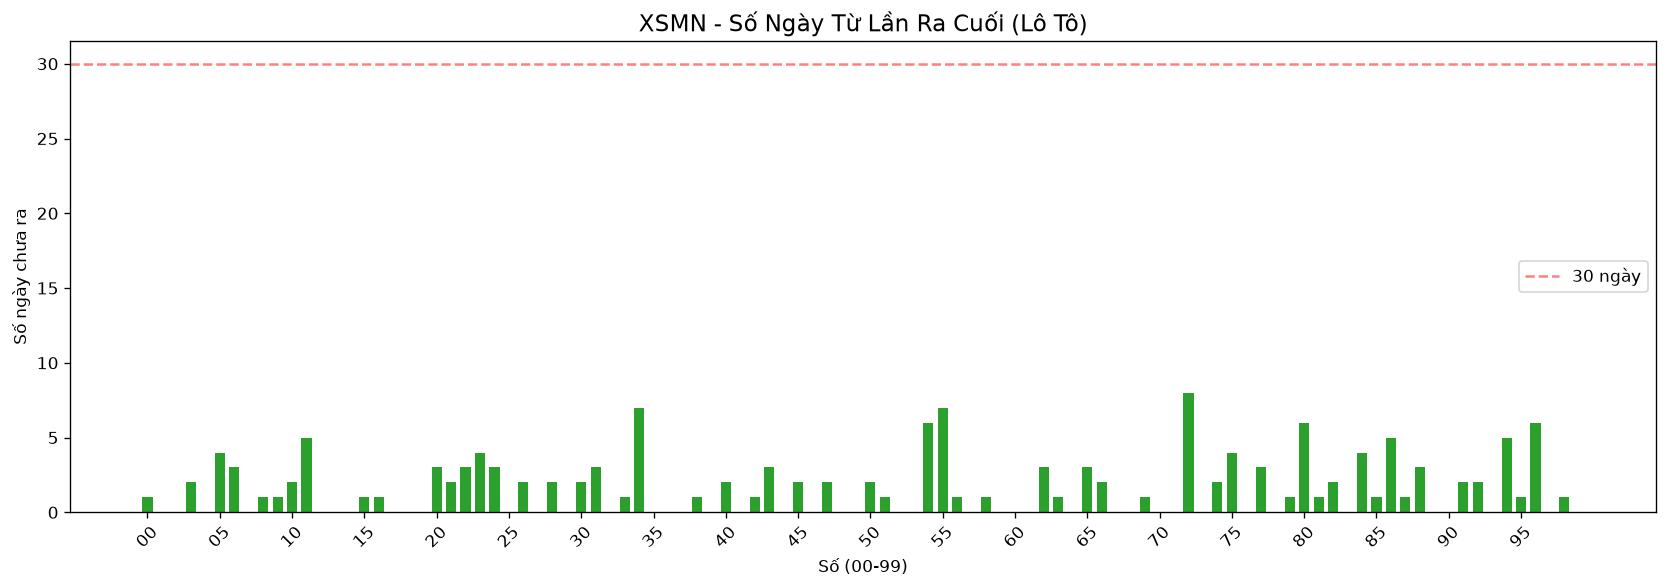 XSMN - Số Ngày Từ Lần Ra Cuối (Lô Tô)
Số ngày chưa ra
30
25
20
15
10
5
0
30 ngày
00 05 10 15 20 25 30 35 40 45 50 55 60 65 70 75 80 85 90 95
Số (00-99)